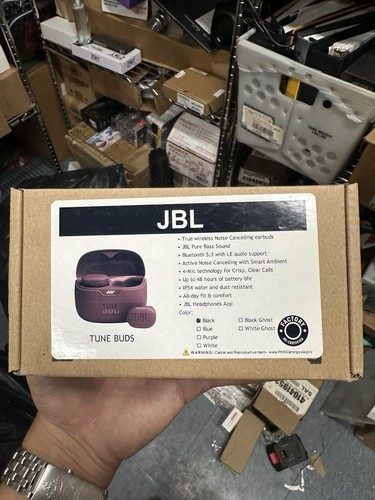 JBL
• True wireless Noise Cancelling earbuds
• JBL Pure Bass Sound
• Bluetooth 5.3 with LE audio support
• Active Noise Cancelling with Smart Ambient
• 4-Mic technology for Crisp, Clear Calls
• Up to 48 hours of battery life
• IP54 water and dust resistant
• All-day fit & comfort
• JBL Headphones App
Color:
Black
Blue
Purple
White
Black Ghost
White Ghost
JBL
TUNE BUDS
FACTORY
RE-CERTIFIED
WARNING: Cancer and Reproductive Harm - www.P65Warnings.ca.gov